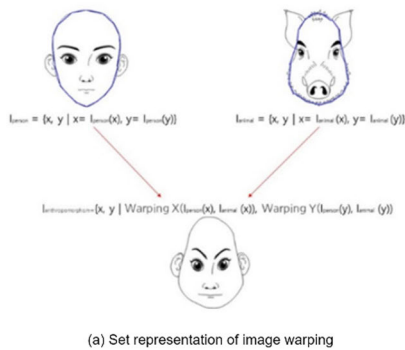 Iperson = {x, y | x= Iperson(x), y= Iperson(y)}
Ianimal = {x, y | x= Ianimal(x), y= Ianimal(y)}
Ianthropomorphism={x, y | Warping X(Iperson(x), Ianimal (x)), Warping Y(Iperson(y), Ianimal (y)}
(a) Set representation of image warping